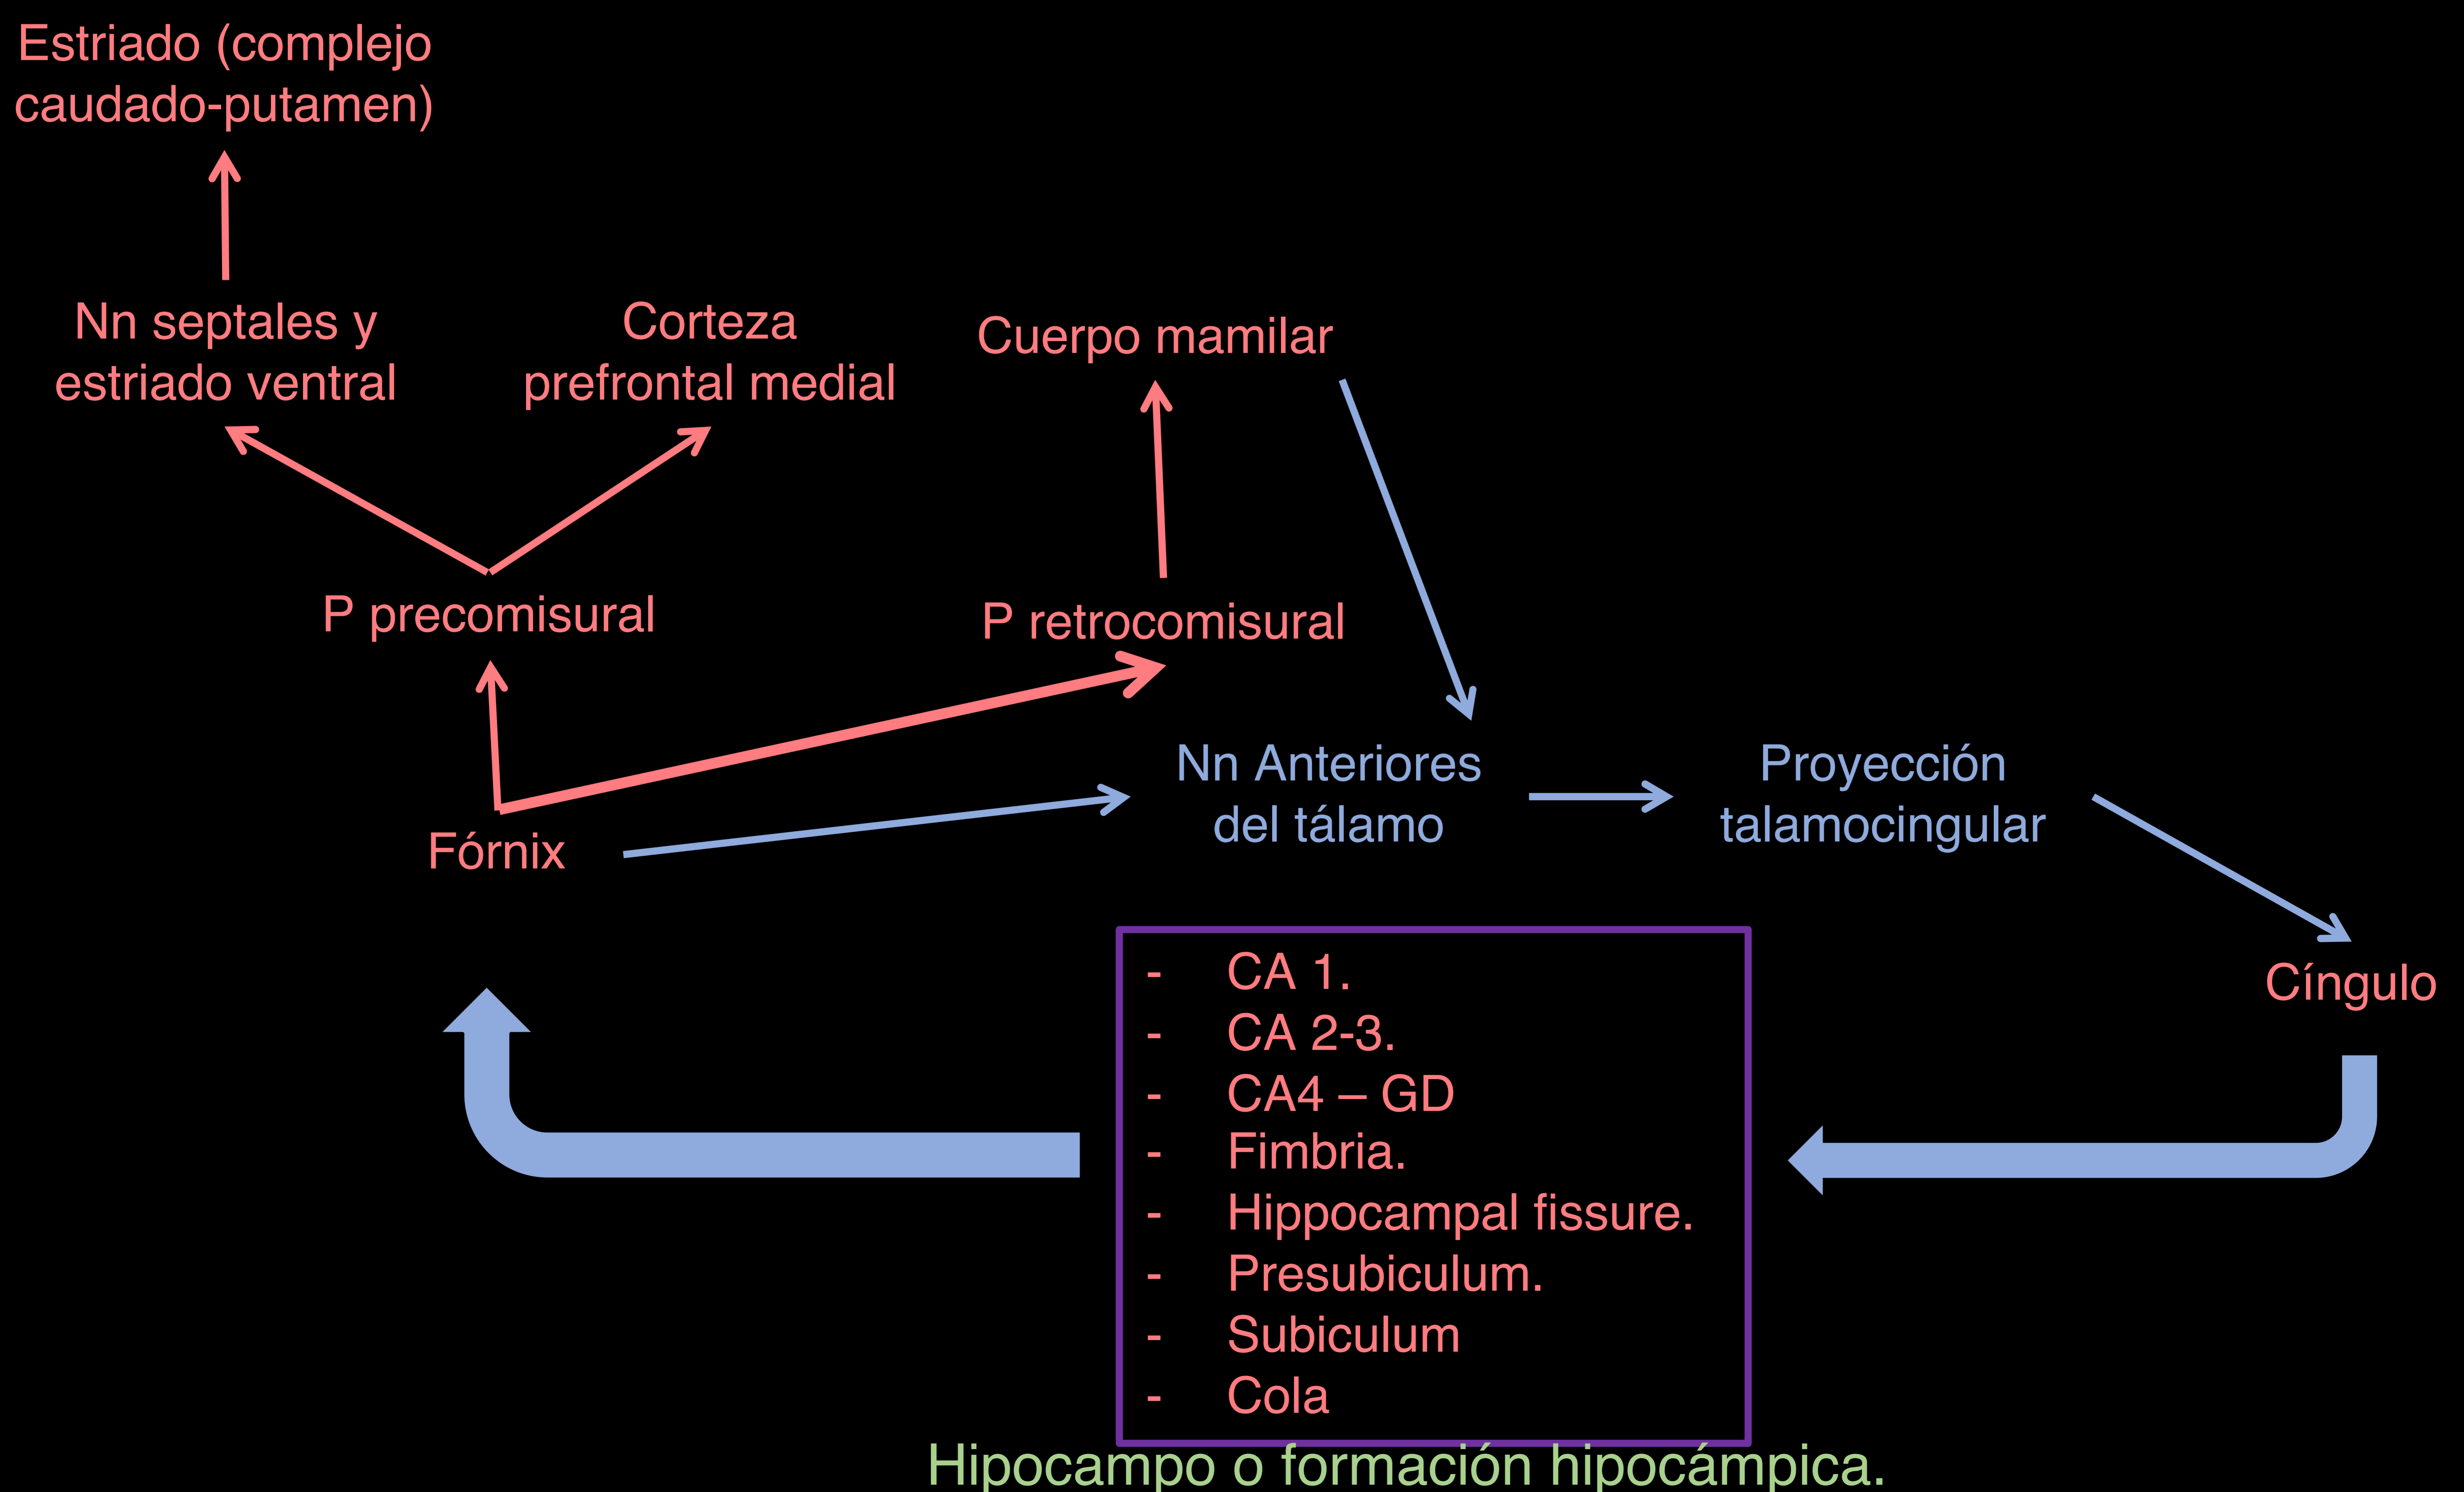 Estriado (complejo
caudado-putamen)
Nn septales y
estriado ventral
Corteza
prefrontal medial
Cuerpo mamilar
P precomisural
P retrocomisural
Fórnix
Nn Anteriores
del tálamo
Proyección
talamocingular
Cíngulo
- CA 1.
- CA 2-3.
- CA4 – GD
- Fimbria.
- Hippocampal fissure.
- Presubiculum.
- Subiculum
- Cola
Hipocampo o formación hipocámpica.